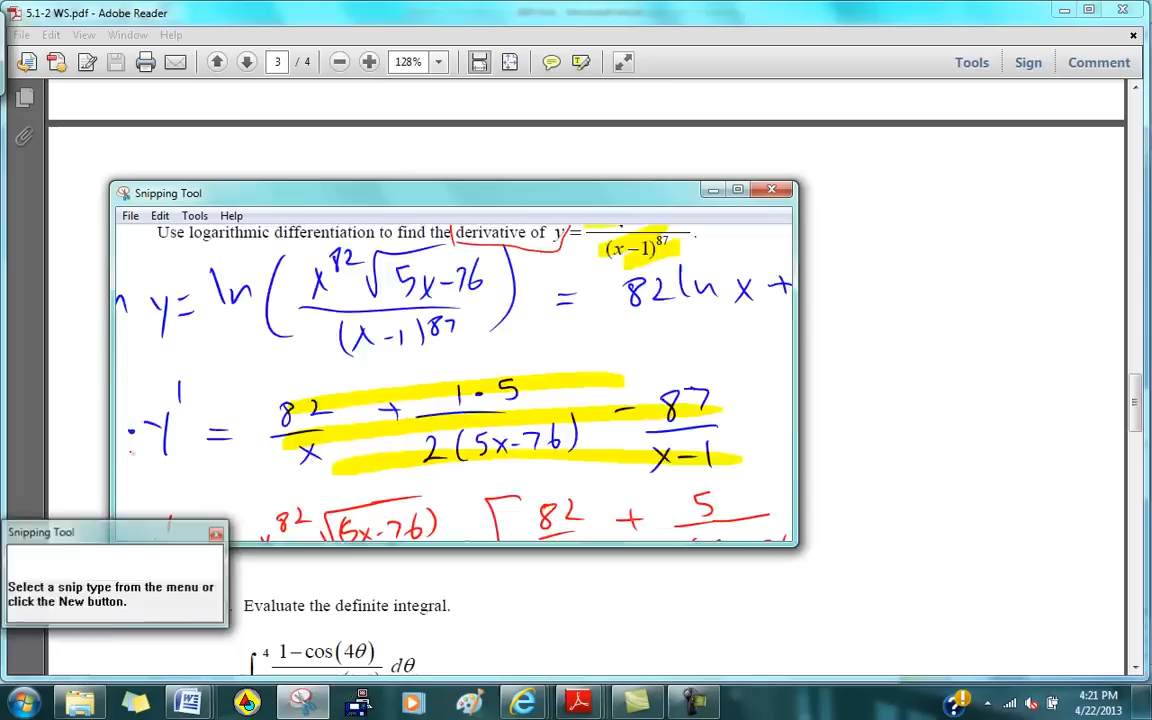 5.1-2 WS.pdf - Adobe Reader
File Edit View Window Help
3 / 4 128% Tools Sign Comment
Snipping Tool
File Edit Tools Help
Use logarithmic differentiation to find the derivative of y = / (x−1)^87 .
y = ln ( x^82 √(5x−76) / (x−1)^87 ) = 82 ln x +
· y' = 82/x + 1·5 / 2(5x−76) − 87/(x−1)
82 √(5x−76) [ 82 + 5
Snipping Tool
Select a snip type from the menu or
click the New button.
. Evaluate the definite integral.
∫ 4 1−cos(4θ) dθ
4:21 PM
4/22/2013